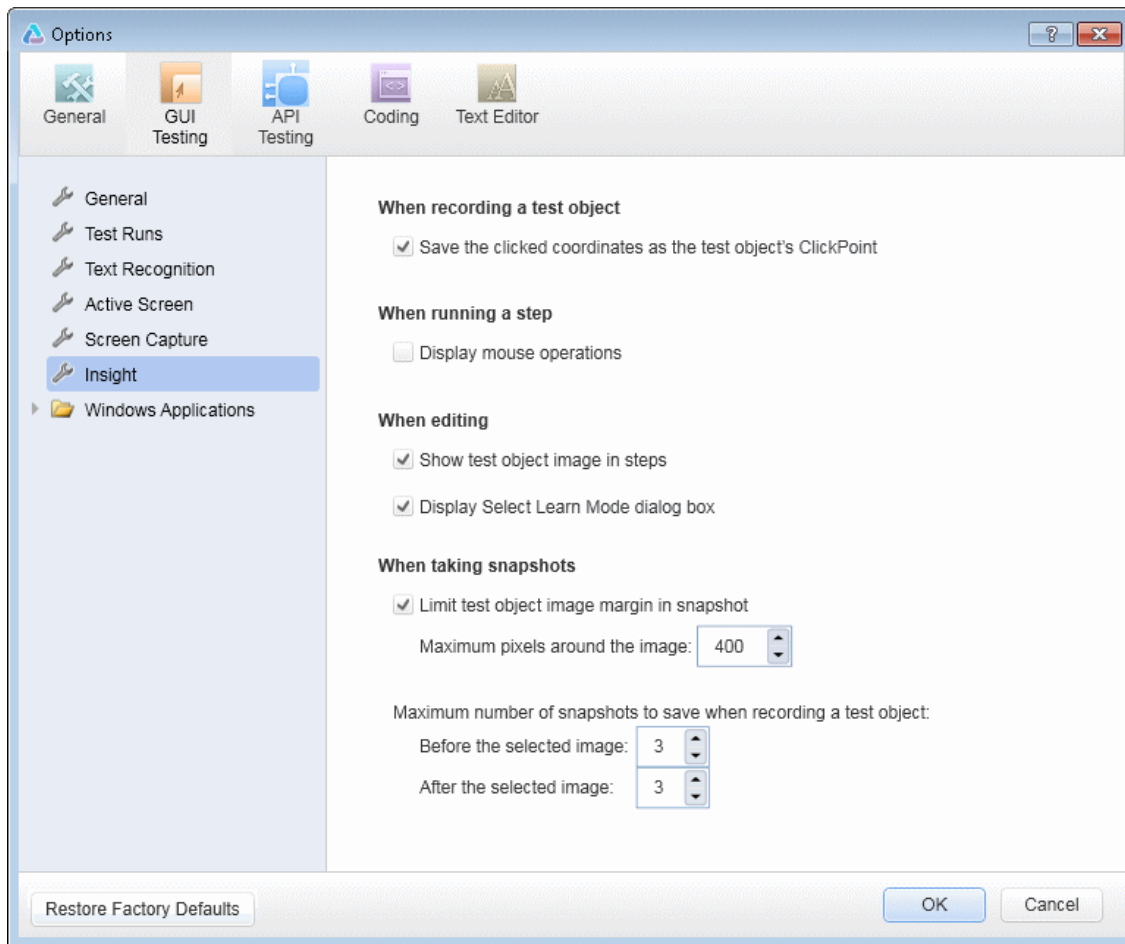 Options
General
GUI
Testing
API
Testing
Coding
Text Editor
General
Test Runs
Text Recognition
Active Screen
Screen Capture
Insight
Windows Applications
When recording a test object
Save the clicked coordinates as the test object's ClickPoint
When running a step
Display mouse operations
When editing
Show test object image in steps
Display Select Learn Mode dialog box
When taking snapshots
Limit test object image margin in snapshot
Maximum pixels around the image: 400
Maximum number of snapshots to save when recording a test object:
Before the selected image: 3
After the selected image: 3
Restore Factory Defaults
OK
Cancel